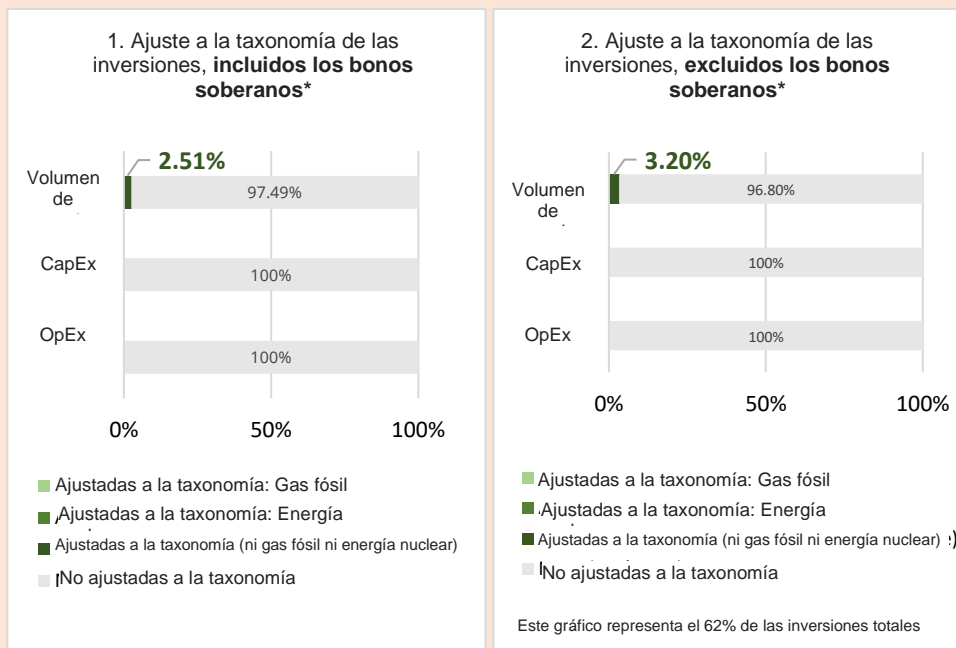 1. Ajuste a la taxonomía de las
inversiones, incluidos los bonos
soberanos*
2.51%
Volumen
de
97.49%
CapEx
100%
OpEx
100%
0% 50% 100%
Ajustadas a la taxonomía: Gas fósil
Ajustadas a la taxonomía: Energía
Ajustadas a la taxonomía (ni gas fósil ni energía nuclear)
No ajustadas a la taxonomía
2. Ajuste a la taxonomía de las
inversiones, excluidos los bonos
soberanos*
3.20%
Volumen
de
96.80%
CapEx
100%
OpEx
100%
0% 50% 100%
Ajustadas a la taxonomía: Gas fósil
Ajustadas a la taxonomía: Energía
Ajustadas a la taxonomía (ni gas fósil ni energía nuclear)
No ajustadas a la taxonomía
Este gráfico representa el 62% de las inversiones totales